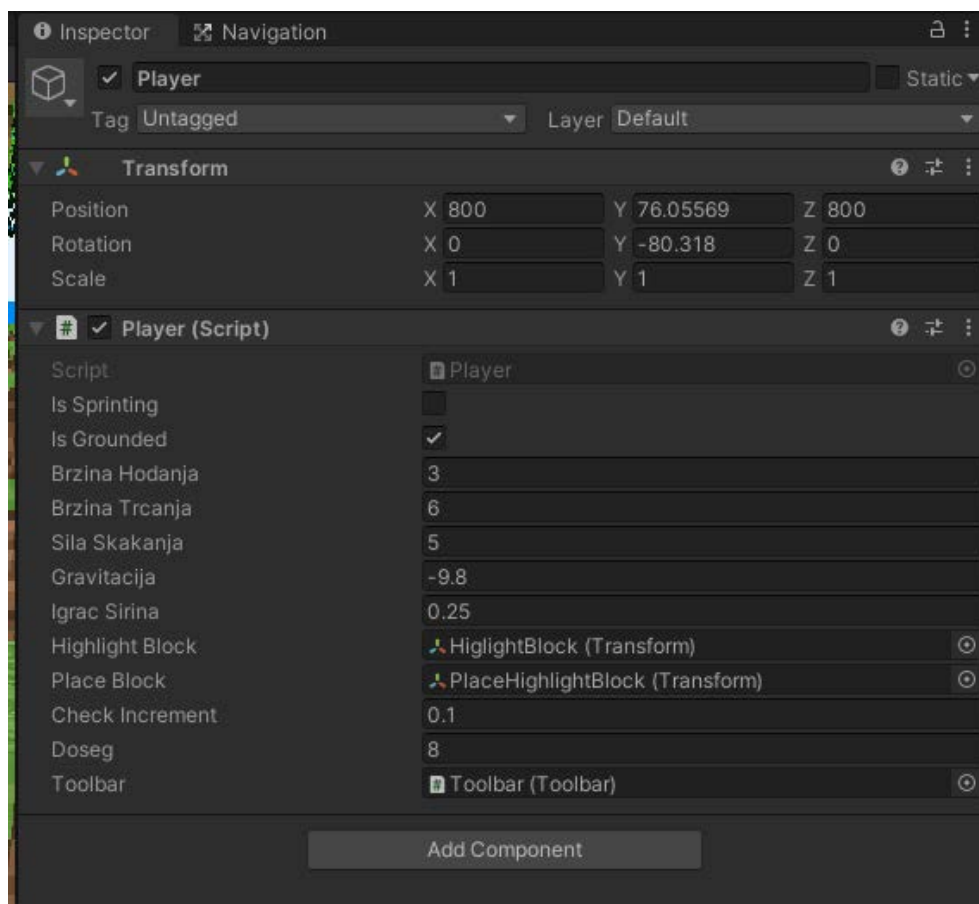 Inspector Navigation
Player Static
Tag Untagged Layer Default
Transform
Position X 800 Y 76.05569 Z 800
Rotation X 0 Y -80.318 Z 0
Scale X 1 Y 1 Z 1
# Player (Script)
Script # Player
Is Sprinting
Is Grounded
Brzina Hodanja 3
Brzina Trcanja 6
Sila Skakanja 5
Gravitacija -9.8
Igrac Sirina 0.25
Highlight Block HiglightBlock (Transform)
Place Block PlaceHighlightBlock (Transform)
Check Increment 0.1
Doseg 8
Toolbar # Toolbar (Toolbar)
Add Component